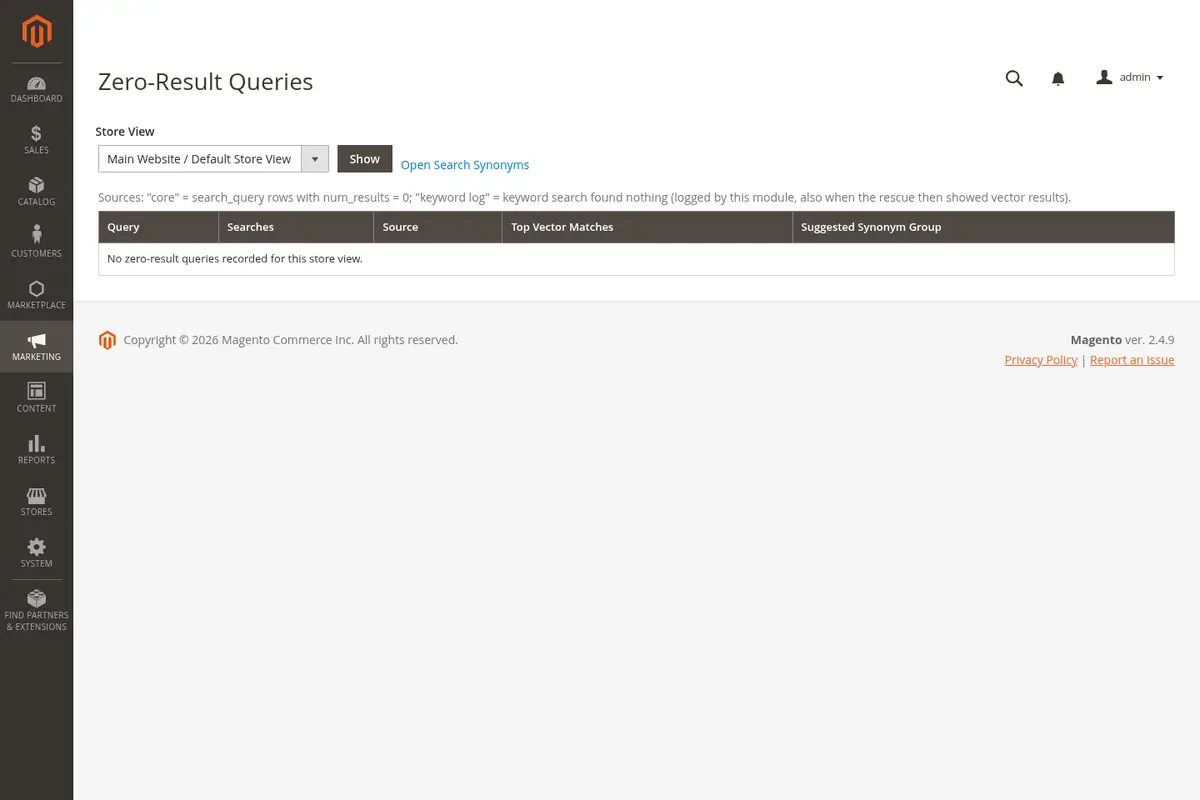 Zero-Result Queries
admin
Store View
Main Website / Default Store View
Show
Open Search Synonyms
Sources: "core" = search_query rows with num_results = 0; "keyword log" = keyword search found nothing (logged by this module, also when the rescue then showed vector results).
Query Searches Source Top Vector Matches Suggested Synonym Group
No zero-result queries recorded for this store view.
DASHBOARD
SALES
CATALOG
CUSTOMERS
MARKETPLACE
MARKETING
CONTENT
REPORTS
STORES
SYSTEM
FIND PARTNERS
& EXTENSIONS
Copyright © 2026 Magento Commerce Inc. All rights reserved.
Magento ver. 2.4.9
Privacy Policy | Report an Issue